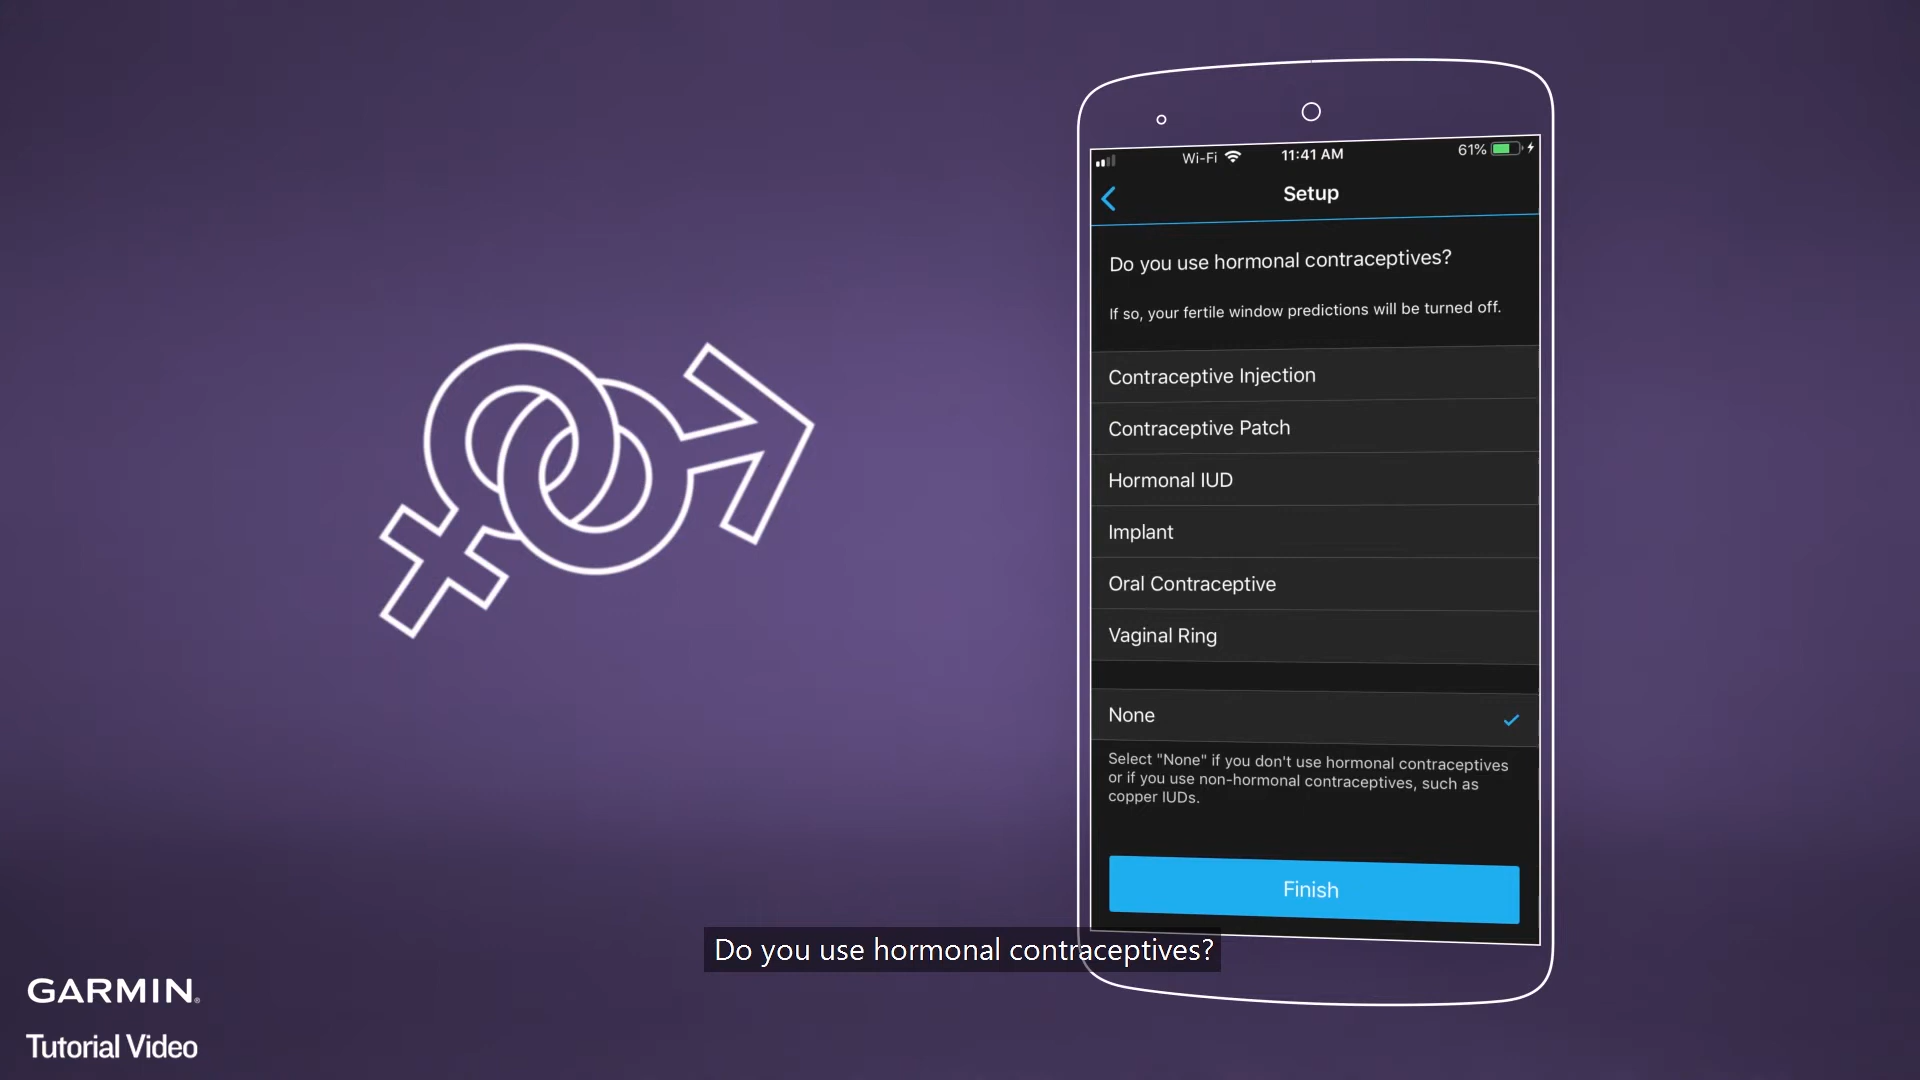 Wi-Fi 11:41 AM 61%
Setup
Do you use hormonal contraceptives?
If so, your fertile window predictions will be turned off.
Contraceptive Injection
Contraceptive Patch
Hormonal IUD
Implant
Oral Contraceptive
Vaginal Ring
None
Select "None" if you don't use hormonal contraceptives
or if you use non-hormonal contraceptives, such as
copper IUDs.
Finish
Do you use hormonal contraceptives?
GARMIN®
Tutorial Video